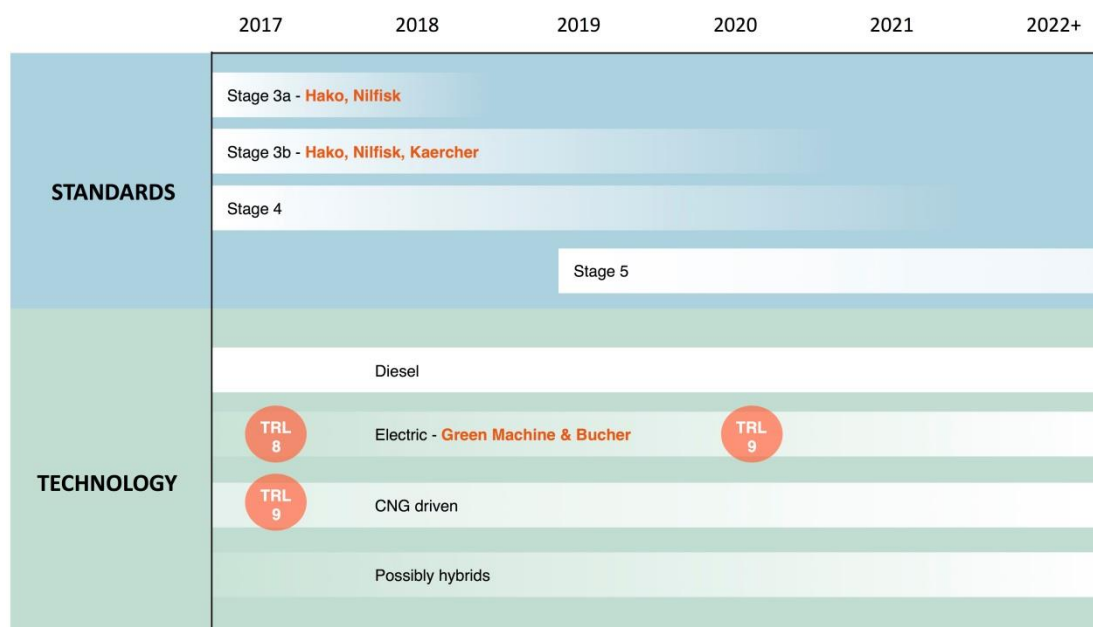 2017 2018 2019 2020 2021 2022+
STANDARDS
Stage 3a - Hako, Nilfisk
Stage 3b - Hako, Nilfisk, Kaercher
Stage 4
Stage 5
TECHNOLOGY
Diesel
TRL
8
Electric - Green Machine & Bucher
TRL
9
TRL
9
CNG driven
Possibly hybrids